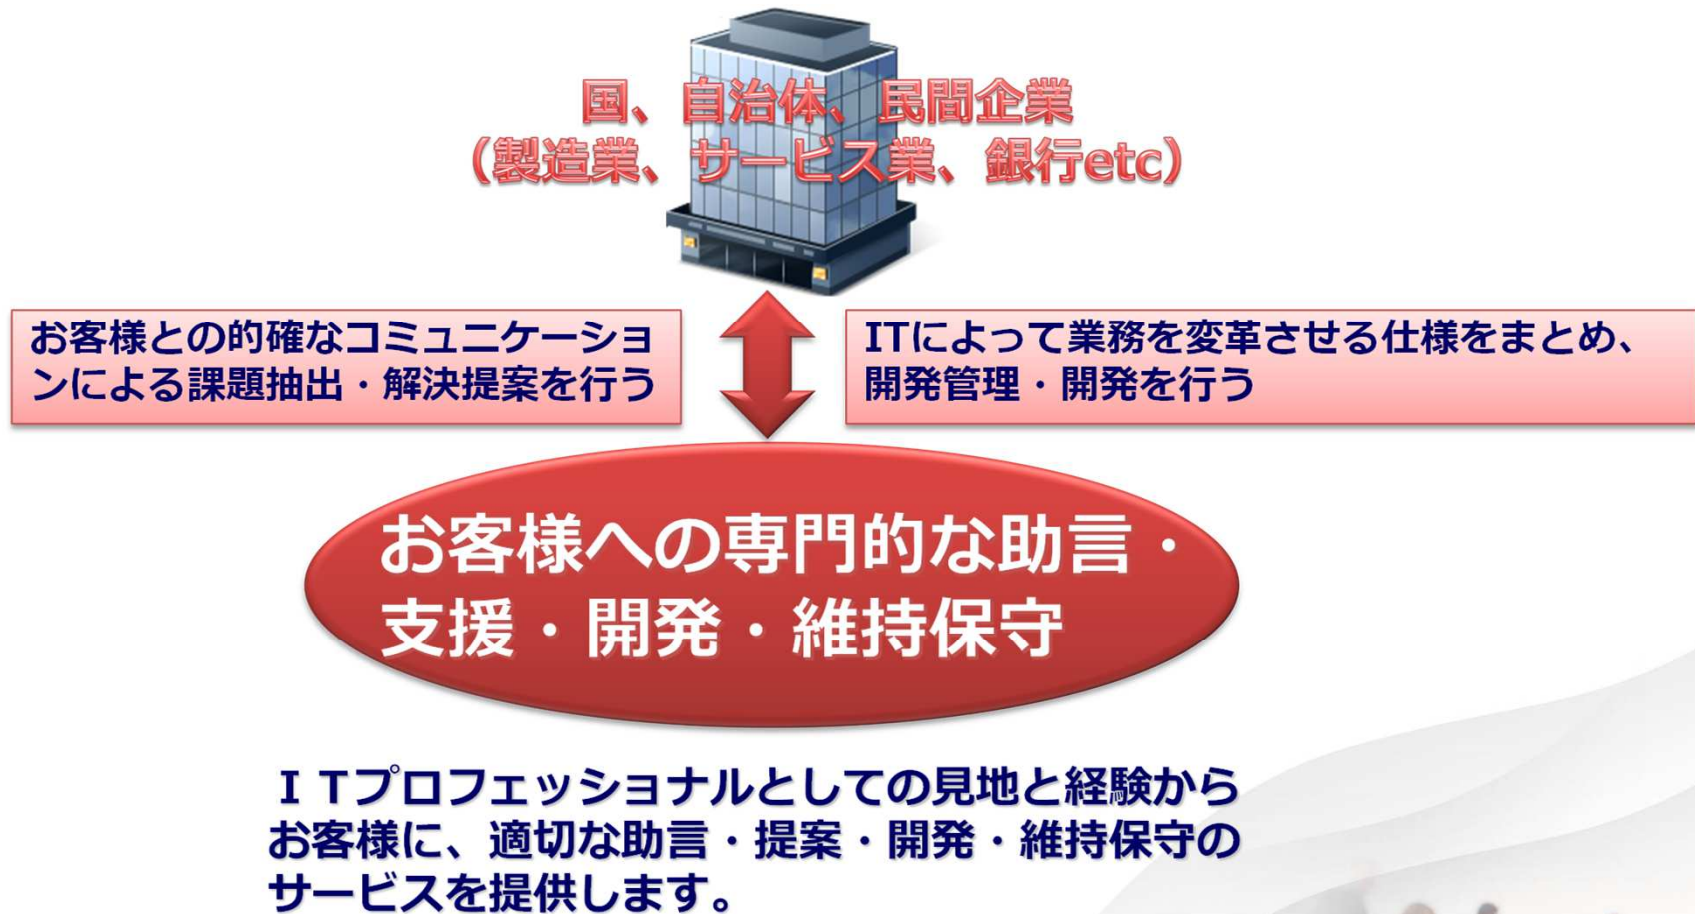 国、自治体、民間企業
（製造業、サービス業、銀行etc）
お客様との的確なコミュニケーショ
ンによる課題抽出・解決提案を行う
ITによって業務を変革させる仕様をまとめ、
開発管理・開発を行う
お客様への専門的な助言・
支援・開発・維持保守
ＩＴプロフェッショナルとしての見地と経験から
お客様に、適切な助言・提案・開発・維持保守の
サービスを提供します。